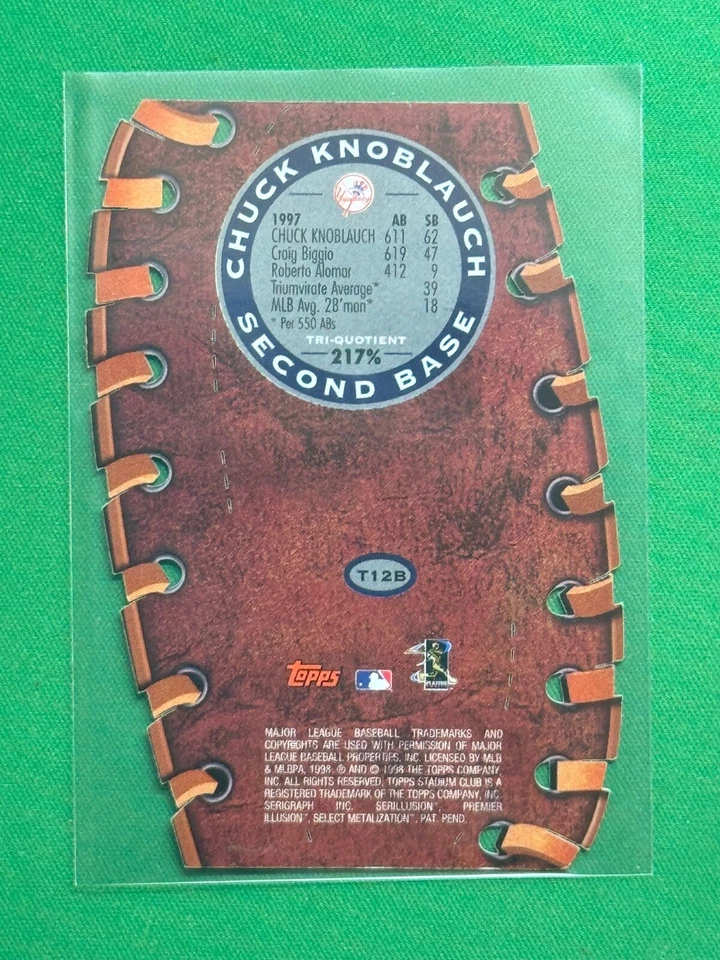 CHUCK KNOBLAUCH
Yankees
1997 AB SB
CHUCK KNOBLAUCH 611 62
Craig Biggio 619 47
Roberto Alomar 412 9
Triumvirate Average* 39
MLB Avg. 2B'man* 18
* Per 550 ABs
TRI-QUOTIENT
217%
SECOND BASE
T12B
TOPPS
MAJOR LEAGUE BASEBALL TRADEMARKS AND
COPYRIGHTS ARE USED WITH PERMISSION OF MAJOR
LEAGUE BASEBALL PROPERTIES, INC. LICENSED BY MLB
& MLBPA, 1998. ® AND © 1998 THE TOPPS COMPANY,
INC. ALL RIGHTS RESERVED. TOPPS STADIUM CLUB IS A
REGISTERED TRADEMARK OF THE TOPPS COMPANY, INC.
SERIGRAPH INC. SERILLUSION™, PREMIER
ILLUSION™, SELECT METALIZATION™, PAT. PEND.